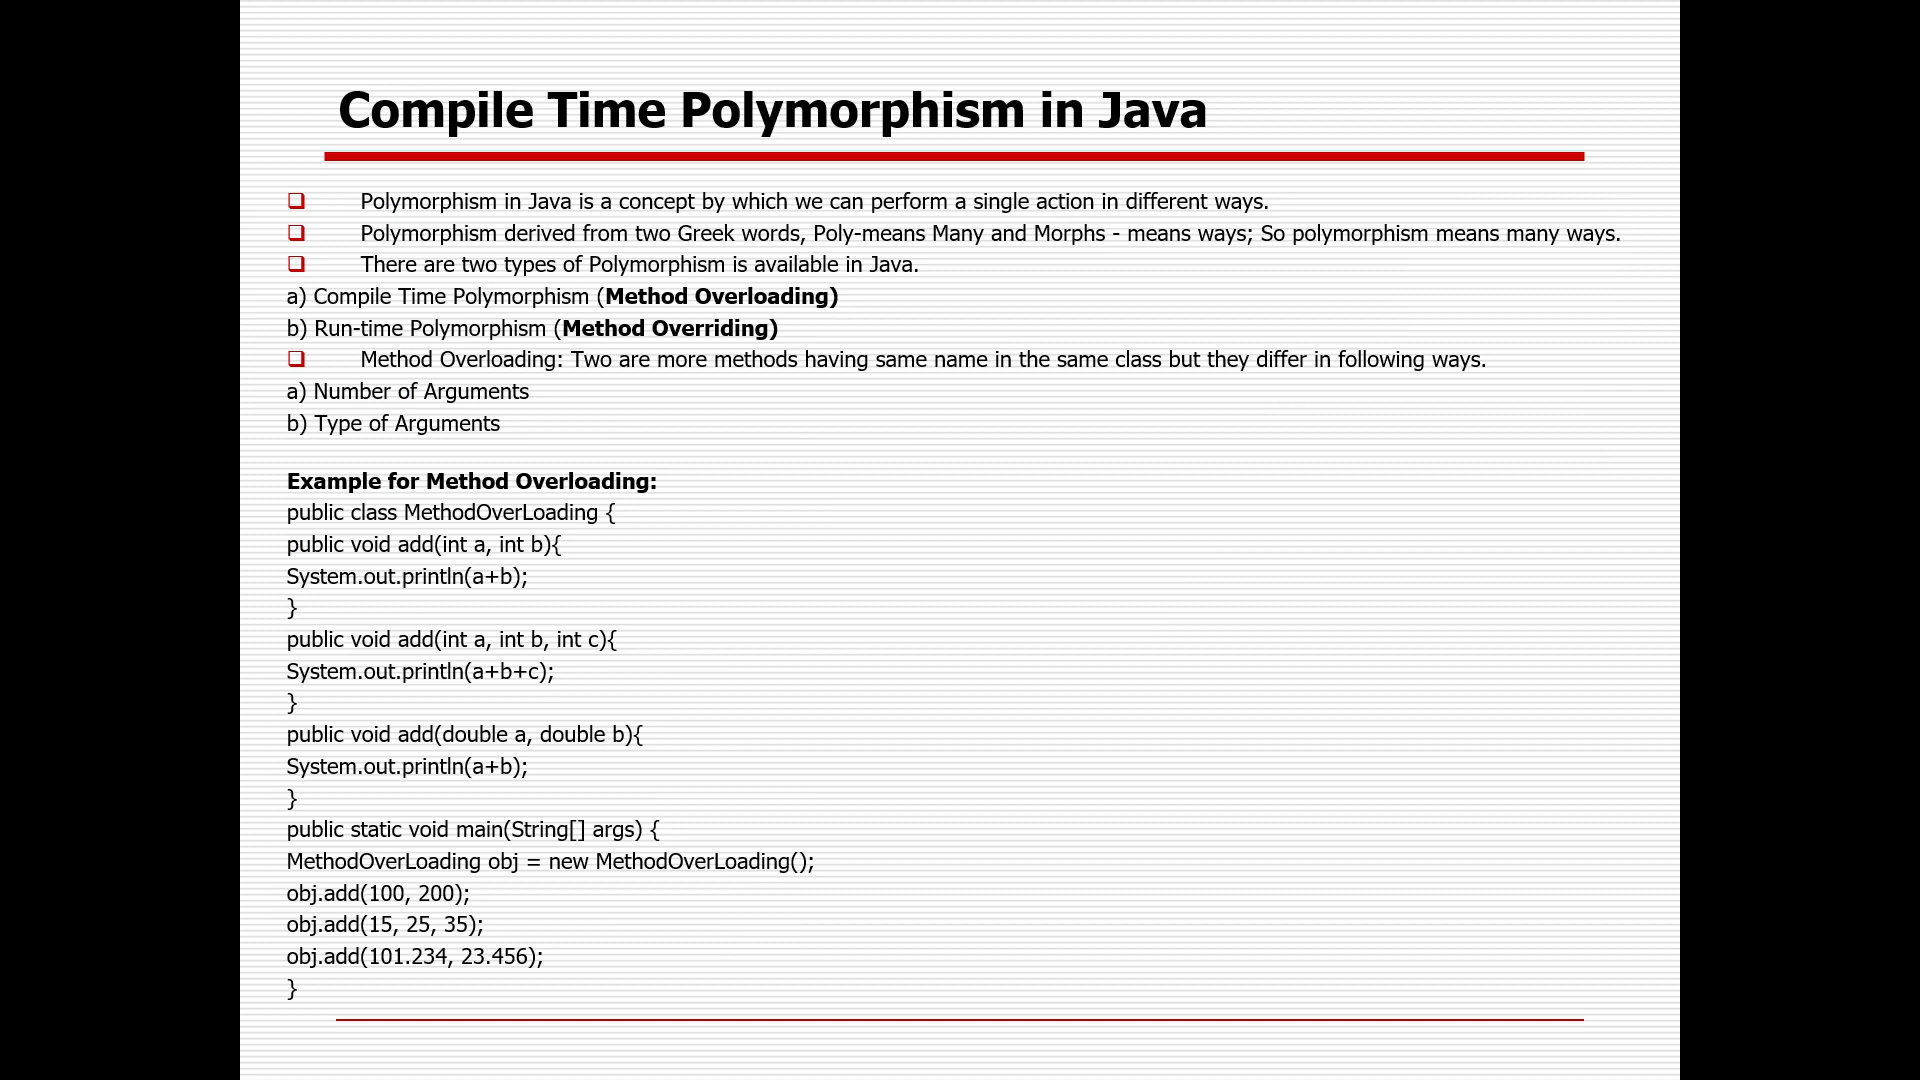 Compile Time Polymorphism in Java
Polymorphism in Java is a concept by which we can perform a single action in different ways.
Polymorphism derived from two Greek words, Poly-means Many and Morphs - means ways; So polymorphism means many ways.
There are two types of Polymorphism is available in Java.
a) Compile Time Polymorphism (Method Overloading)
b) Run-time Polymorphism (Method Overriding)
Method Overloading: Two are more methods having same name in the same class but they differ in following ways.
a) Number of Arguments
b) Type of Arguments
Example for Method Overloading:
public class MethodOverLoading {
public void add(int a, int b){
System.out.println(a+b);
}
public void add(int a, int b, int c){
System.out.println(a+b+c);
}
public void add(double a, double b){
System.out.println(a+b);
}
public static void main(String[] args) {
MethodOverLoading obj = new MethodOverLoading();
obj.add(100, 200);
obj.add(15, 25, 35);
obj.add(101.234, 23.456);
}